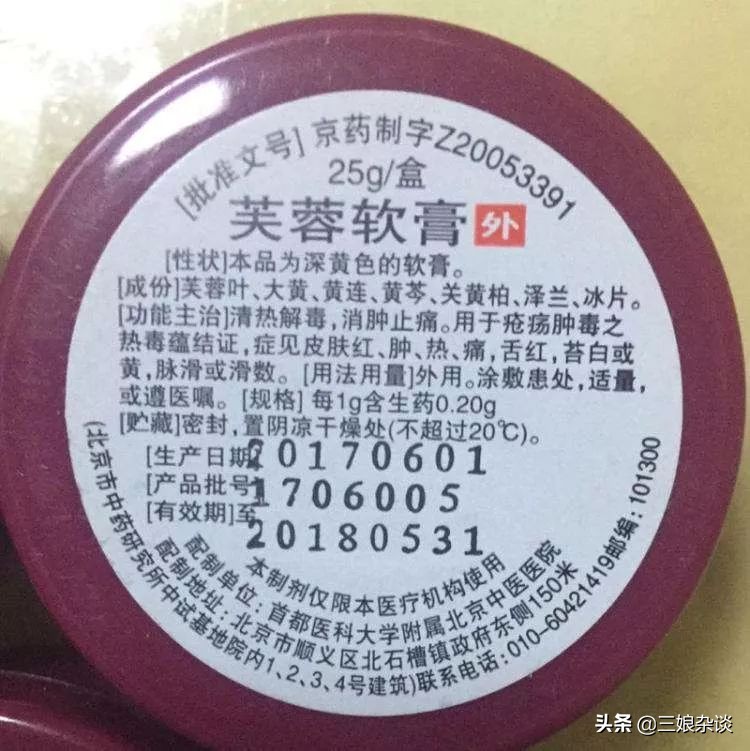 [批准文号] 京药制字Z20053391
25g/盒
芙蓉软膏 外
[性状]本品为深黄色的软膏。
[成份]芙蓉叶、大黄、黄连、黄芩、关黄柏、泽兰、冰片。
[功能主治]清热解毒,消肿止痛。用于疮疡肿毒之
热毒蕴结证,症见皮肤红、肿、热、痛,舌红,苔白或
黄,脉滑或滑数。[用法用量]外用。涂敷患处,适量,
或遵医嘱。[规格] 每1g含生药0.20g
[贮藏]密封,置阴凉干燥处(不超过20℃)。
[生产日期]20170601
[产品批号]1706005
[有效期]至20180531
本制剂仅限本医疗机构使用
配制单位:首都医科大学附属北京中医医院
配制地址:北京市顺义区北石槽镇政府东侧150米
(北京市中药研究所中试基地院内1、2、3、4号建筑)联系电话:010-60421419邮编:101300
头条 @三娘杂谈